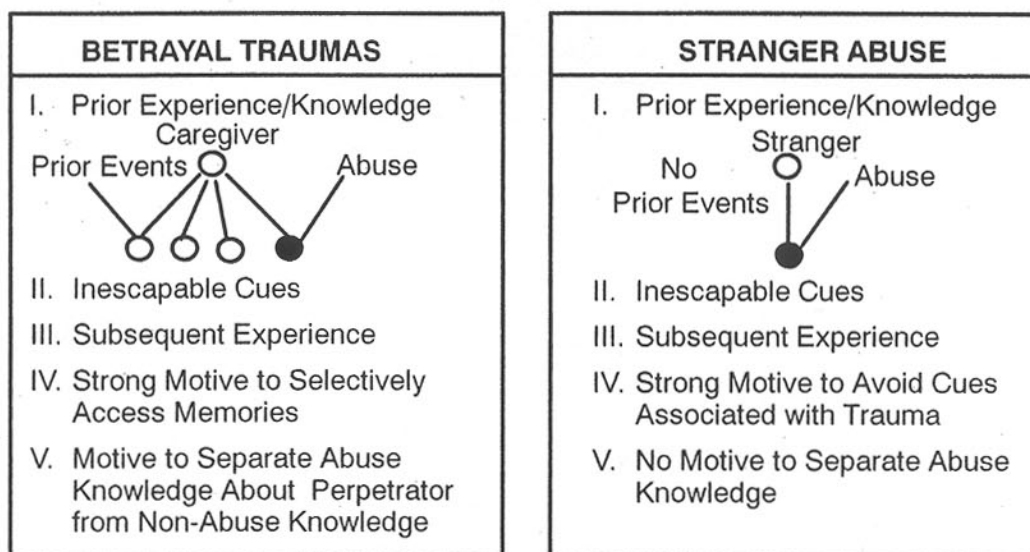 BETRAYAL TRAUMAS
I. Prior Experience/Knowledge
Caregiver
Prior Events
Abuse
II. Inescapable Cues
III. Subsequent Experience
IV. Strong Motive to Selectively
Access Memories
V. Motive to Separate Abuse
Knowledge About Perpetrator
from Non-Abuse Knowledge
STRANGER ABUSE
I. Prior Experience/Knowledge
Stranger
No
Prior Events
Abuse
II. Inescapable Cues
III. Subsequent Experience
IV. Strong Motive to Avoid Cues
Associated with Trauma
V. No Motive to Separate Abuse
Knowledge